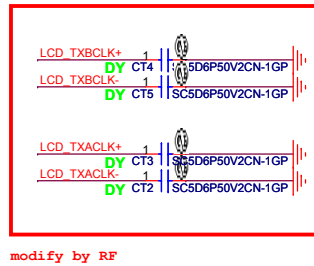 LCD_TXBCLK+ 1
DY CT4 SC5D6P50V2CN-1GP
LCD_TXBCLK- 1
DY CT5 SC5D6P50V2CN-1GP
LCD_TXACLK+ 1
DY CT3 SC5D6P50V2CN-1GP
LCD_TXACLK- 1
DY CT2 SC5D6P50V2CN-1GP
modify by RF